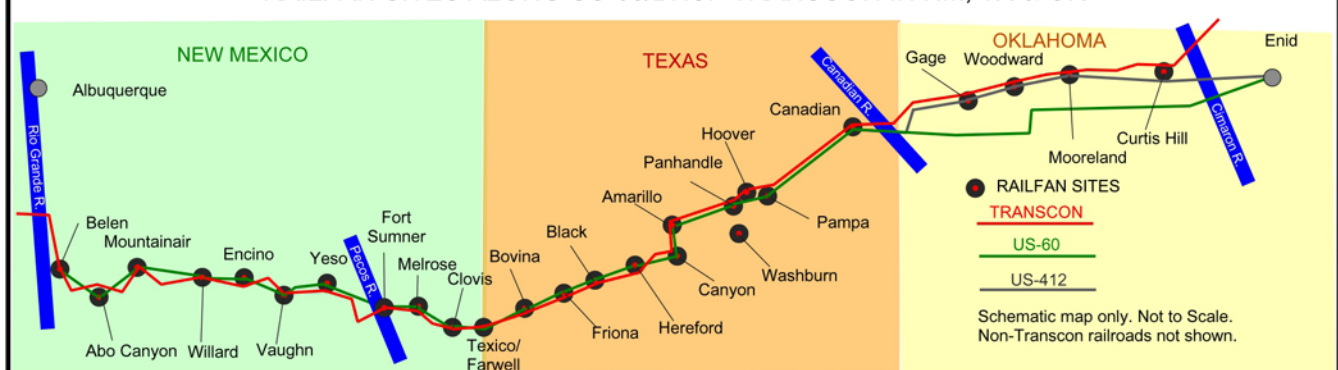 NEW MEXICO
TEXAS
OKLAHOMA
Enid
Gage
Woodward
Albuquerque
Rio Grande R.
Canadian R.
Canadian
Cimaron R.
Curtis Hill
Mooreland
Hoover
Panhandle
Amarillo
Pampa
Washburn
Canyon
Black
Bovina
Friona
Hereford
Belen
Mountainair
Encino
Yeso
Fort
Sumner
Pecos R.
Melrose
Clovis
Abo Canyon
Willard
Vaughn
Texico/
Farwell
RAILFAN SITES
TRANSCON
US-60
US-412
Schematic map only. Not to Scale.
Non-Transcon railroads not shown.